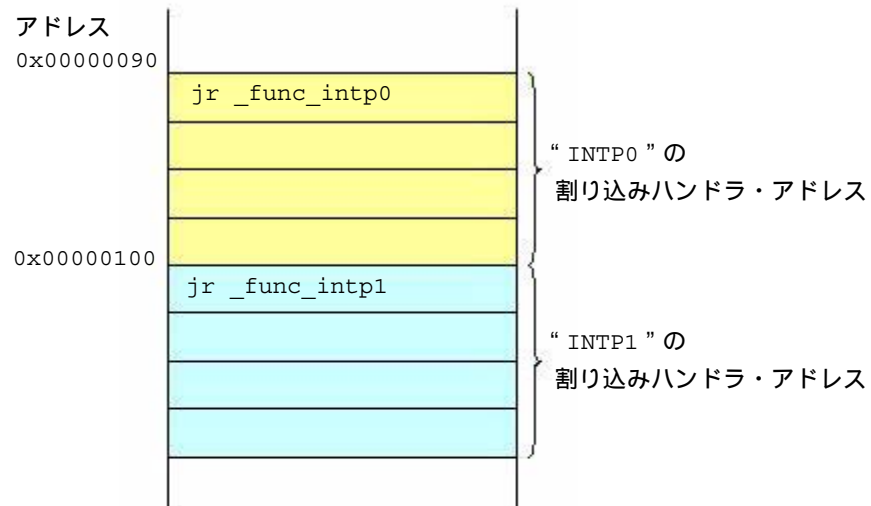 アドレス
0x00000090
jr _func_intp0
“ INTP0 ” の
割り込みハンドラ・アドレス
0x00000100
jr _func_intp1
“ INTP1 ” の
割り込みハンドラ・アドレス